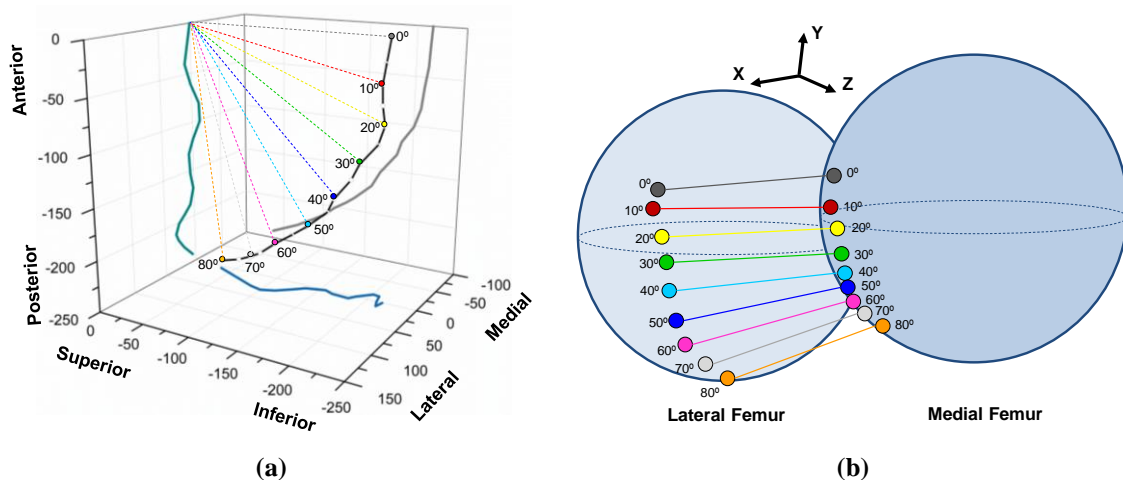 Anterior
Posterior
0
-50
-100
-150
-200
-250
0º
10º
20º
30º
40º
50º
60º
70º
80º
0
-50
-100
-150
-200
-250
Superior
Inferior
-100
-50
0
50
100
150
Medial
Lateral
(a)
Y
X
Z
0º
10º
20º
30º
40º
50º
60º
70º
80º
0º
10º
20º
30º
40º
50º
60º
70º
80º
Lateral Femur
Medial Femur
(b)